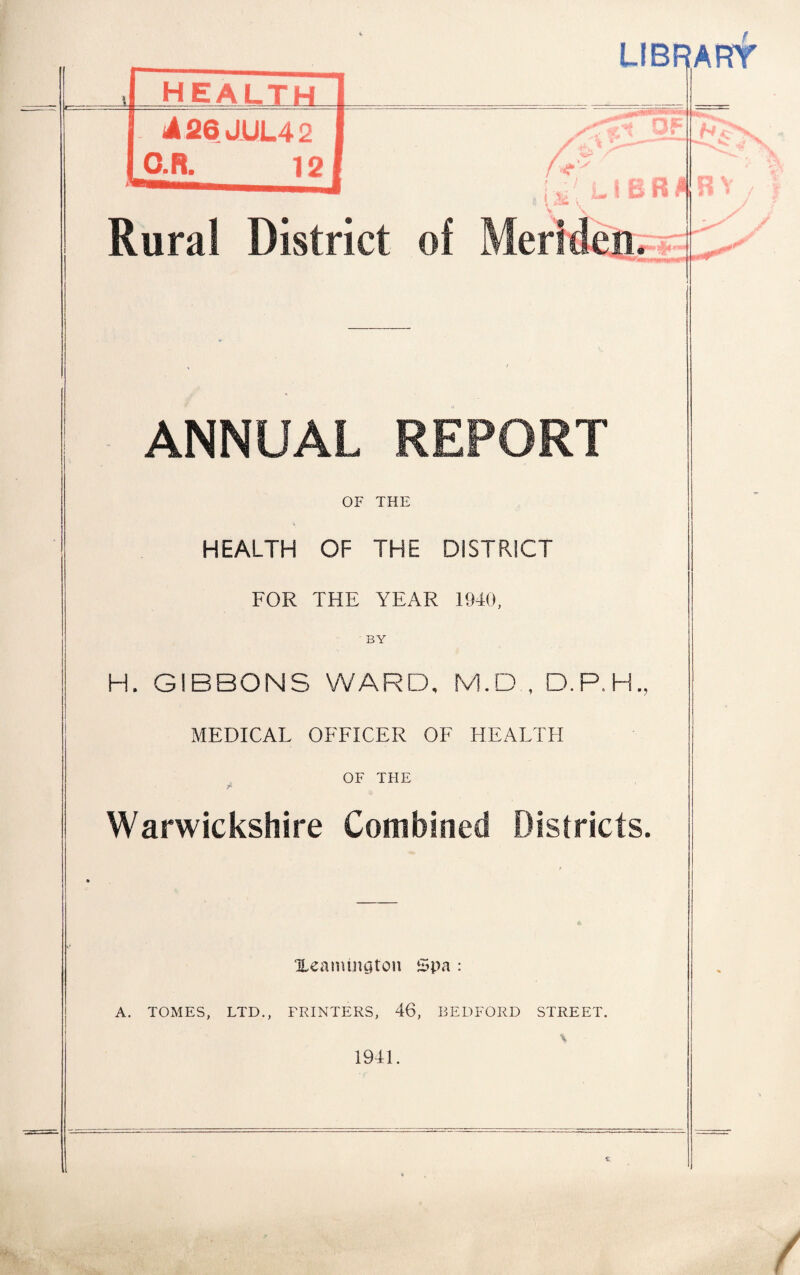 LIBRARY
HEALTH
A26 JUL42
C.R. 12
LIBRARY
Rural District of Meriden.
ANNUAL REPORT
OF THE
HEALTH OF THE DISTRICT
FOR THE YEAR 1940,
BY
H. GIBBONS WARD, M.D., D.P.H.,
MEDICAL OFFICER OF HEALTH
OF THE
Warwickshire Combined Districts.
Leamington Spa :
A. TOMES, LTD., PRINTERS, 46, BEDFORD STREET.
1941.